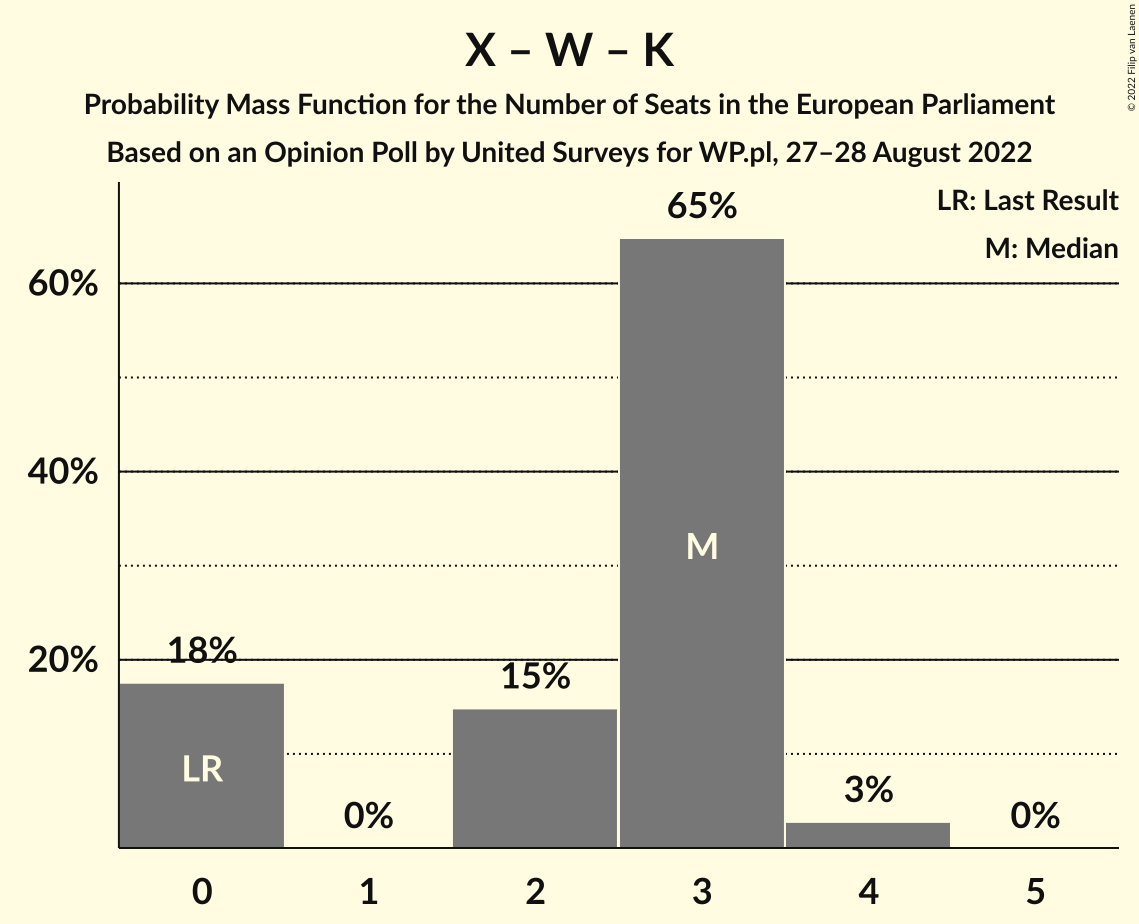 X – W – K
Probability Mass Function for the Number of Seats in the European Parliament
Based on an Opinion Poll by United Surveys for WP.pl, 27–28 August 2022
© 2022 Filip van Laenen
LR: Last Result
M: Median
60%
40%
20%
18%
0%
15%
65%
3%
0%
LR
M
0 1 2 3 4 5